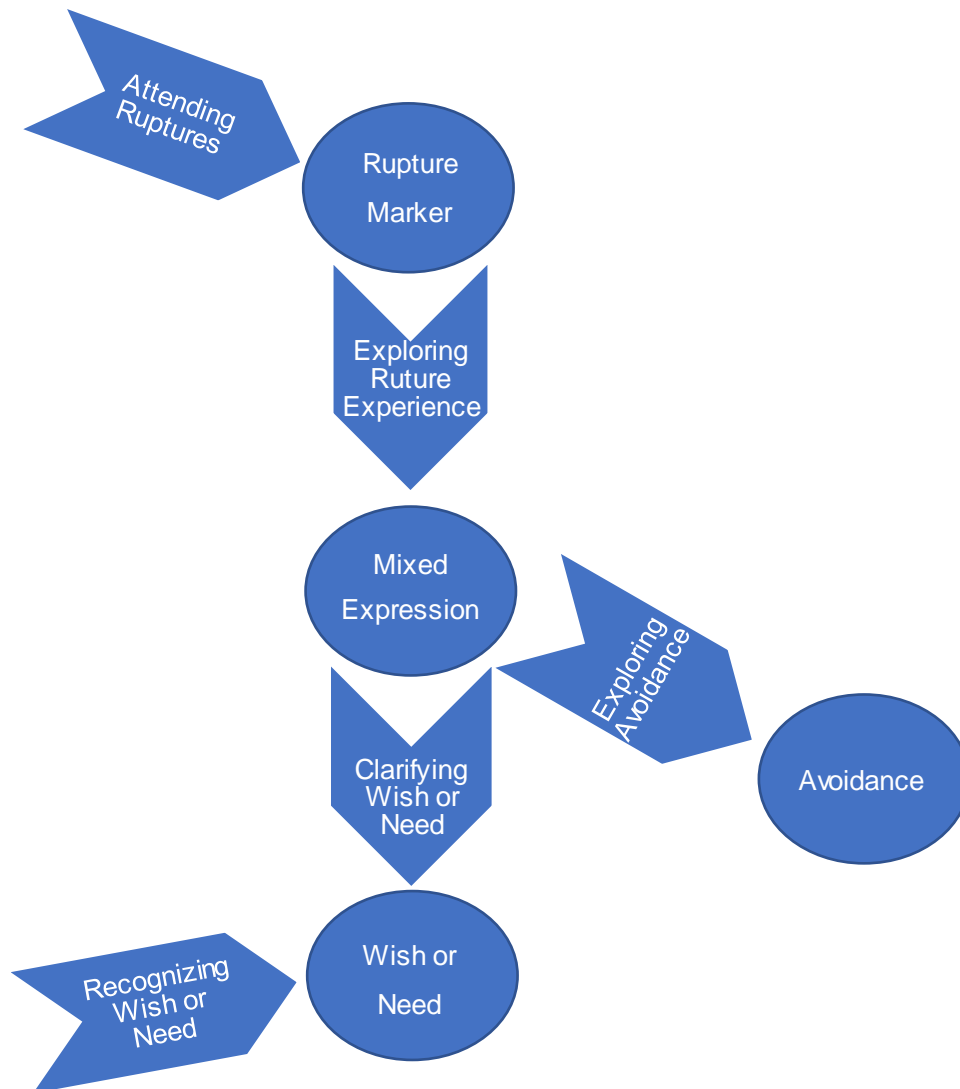 Attending
Ruptures
Rupture
Marker
Exploring
Ruture
Experience
Mixed
Expression
Exploring
Avoidance
Clarifying
Wish or
Need
Avoidance
Wish or
Need
Recognizing
Wish or
Need